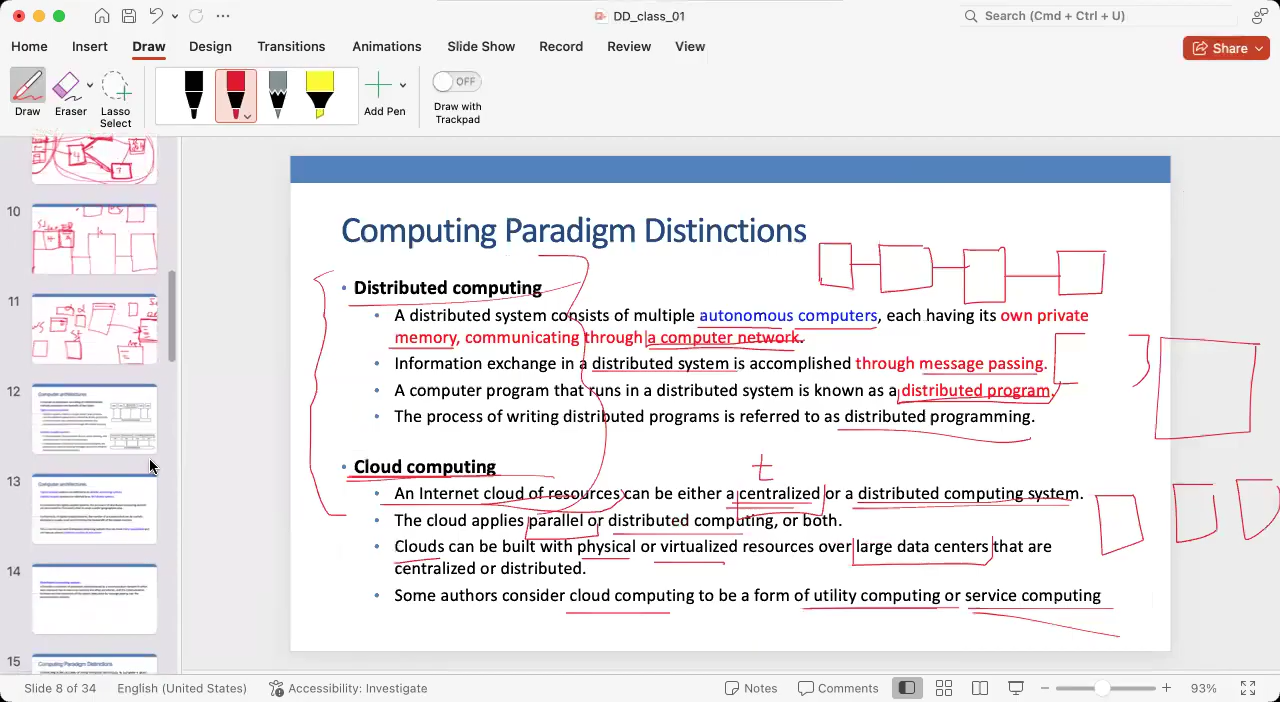 DD_class_01
Search (Cmd + Ctrl + U)
Home Insert Draw Design Transitions Animations Slide Show Record Review View
Share
Draw Eraser Lasso Select Add Pen Draw with Trackpad
OFF
10
11
12
Computer architectures
13
Computer architectures
14
15
Computing Paradigm Distinctions
Computing Paradigm Distinctions
• Distributed computing
• A distributed system consists of multiple autonomous computers, each having its own private
memory, communicating through a computer network.
• Information exchange in a distributed system is accomplished through message passing.
• A computer program that runs in a distributed system is known as a distributed program.
• The process of writing distributed programs is referred to as distributed programming.
• Cloud computing
t
• An Internet cloud of resources can be either a centralized or a distributed computing system.
• The cloud applies parallel or distributed computing, or both.
• Clouds can be built with physical or virtualized resources over large data centers that are
centralized or distributed.
• Some authors consider cloud computing to be a form of utility computing or service computing
Slide 8 of 34 English (United States) Accessibility: Investigate Notes Comments 93%